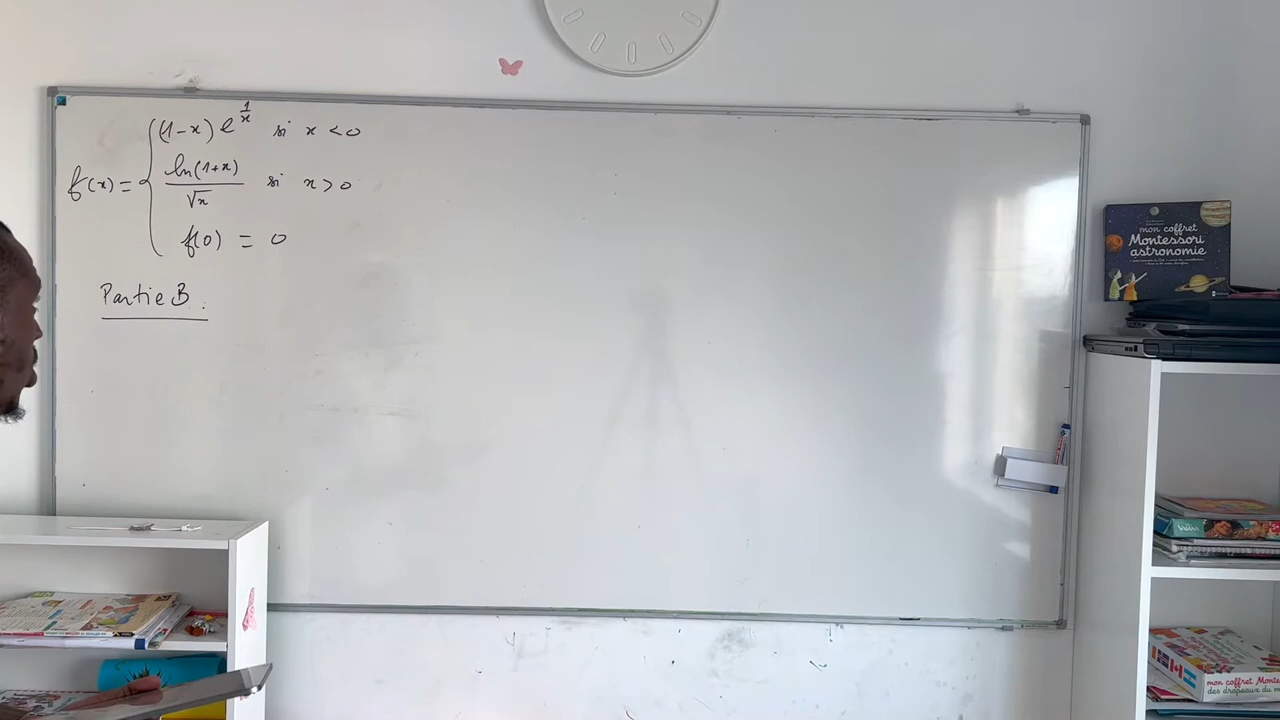 f(x) = { (1-x) e^{1/x} si x < 0
ln(1+x) / √x si x > 0
f(0) = 0
Partie B.
mon coffret
Montessori
astronomie
mon coffret Montes
des drapeaux du m